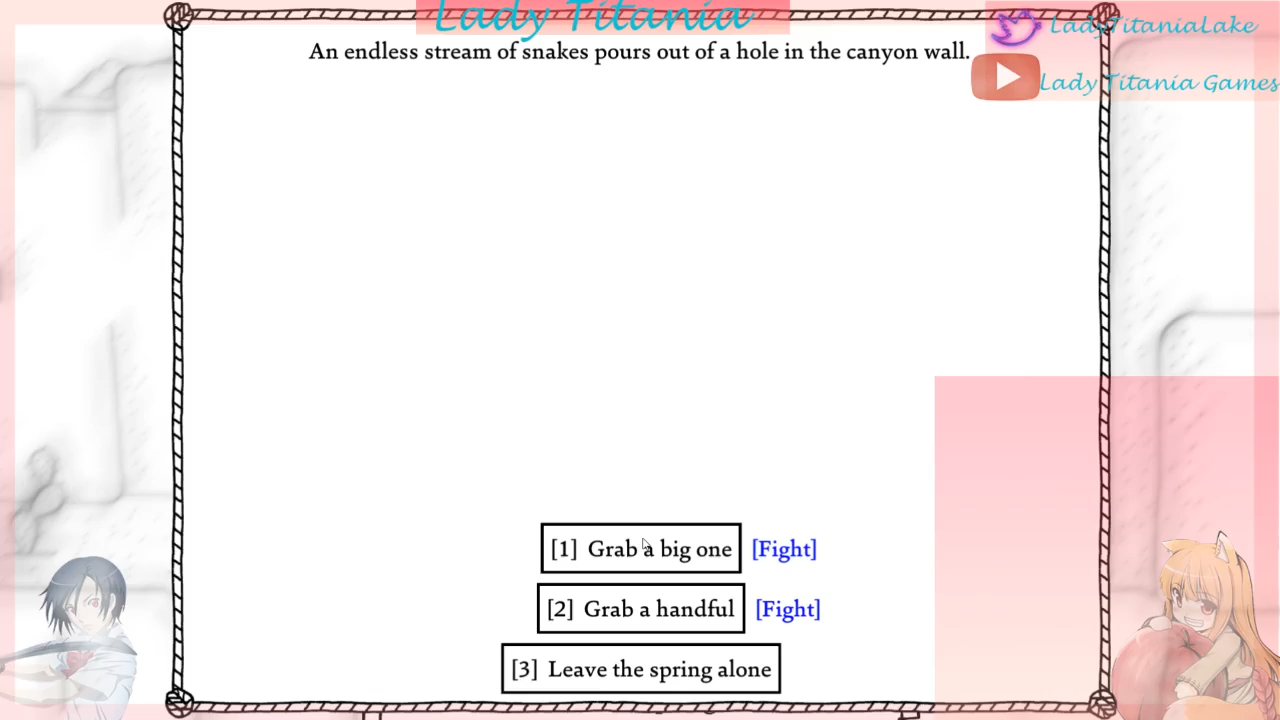 Lady Titania
LadyTitaniaLake
An endless stream of snakes pours out of a hole in the canyon wall.
Lady Titania Games
[1] Grab a big one [Fight]
[2] Grab a handful [Fight]
[3] Leave the spring alone